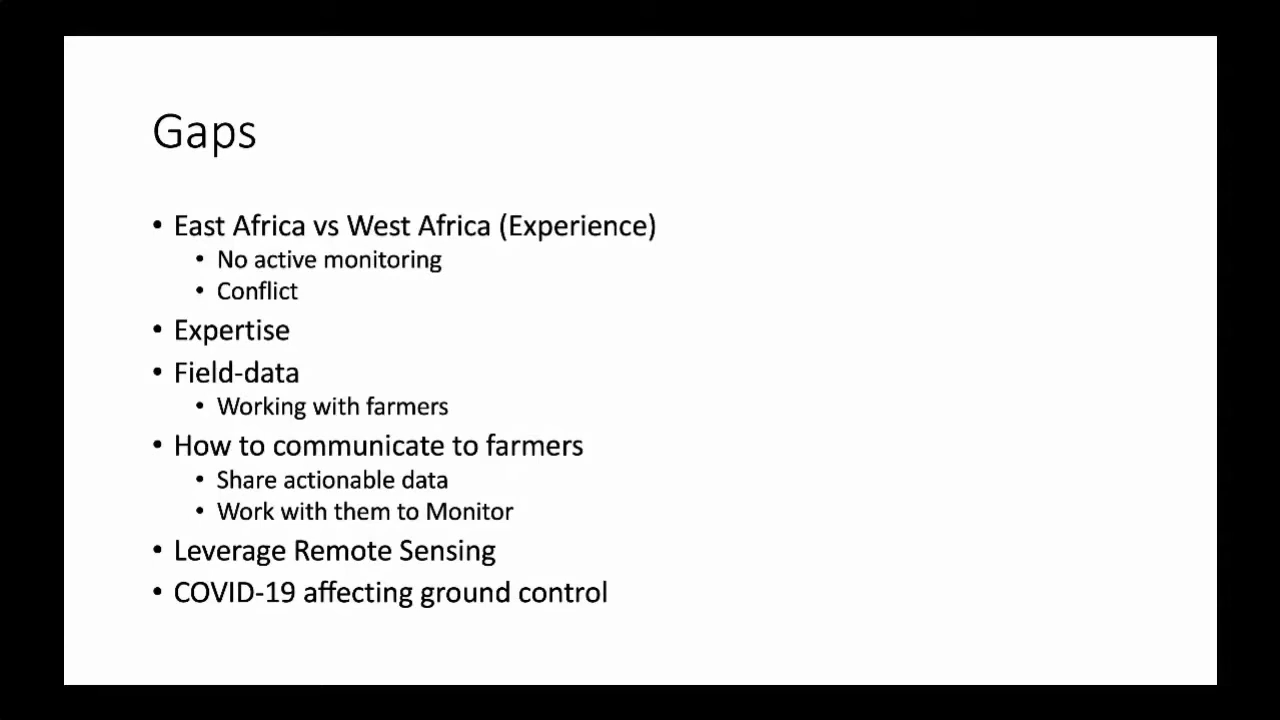 Gaps
• East Africa vs West Africa (Experience)
• No active monitoring
• Conflict
• Expertise
• Field-data
• Working with farmers
• How to communicate to farmers
• Share actionable data
• Work with them to Monitor
• Leverage Remote Sensing
• COVID-19 affecting ground control